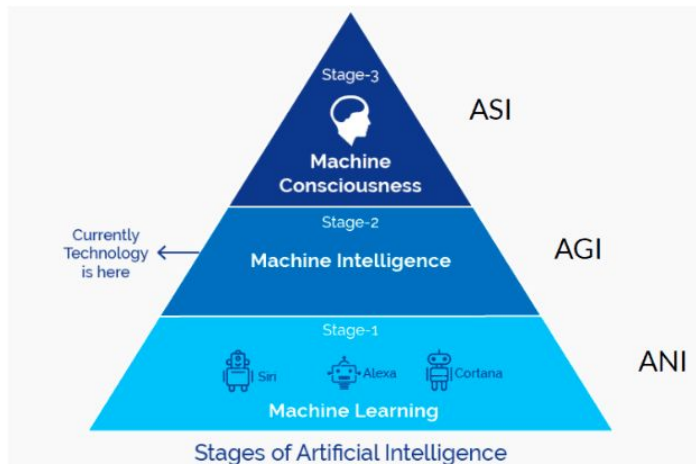 Stage-3
ASI
Machine
Consciousness
Stage-2
Currently
Technology
is here
Machine Intelligence
AGI
Stage-1
Siri
Alexa
Cortana
ANI
Machine Learning
Stages of Artificial Intelligence